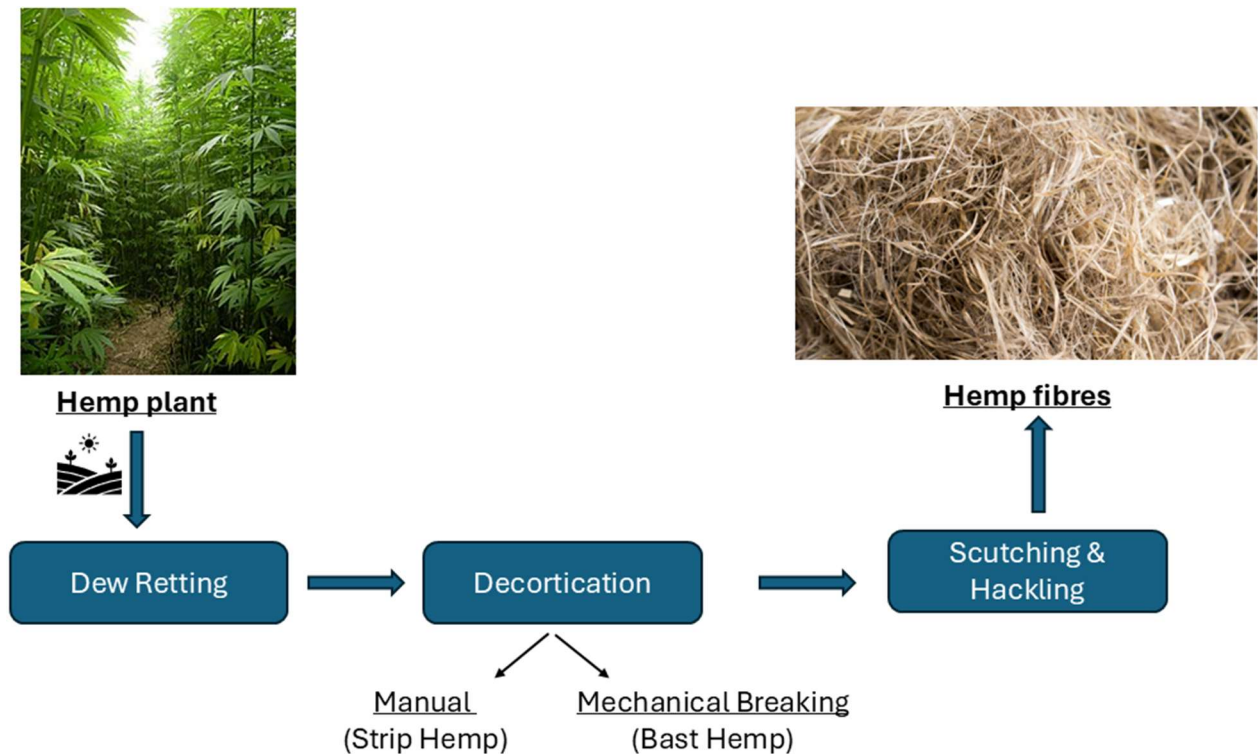 Hemp plant
Hemp fibres
Dew Retting
Decortication
Scutching &
Hackling
Manual
(Strip Hemp)
Mechanical Breaking
(Bast Hemp)